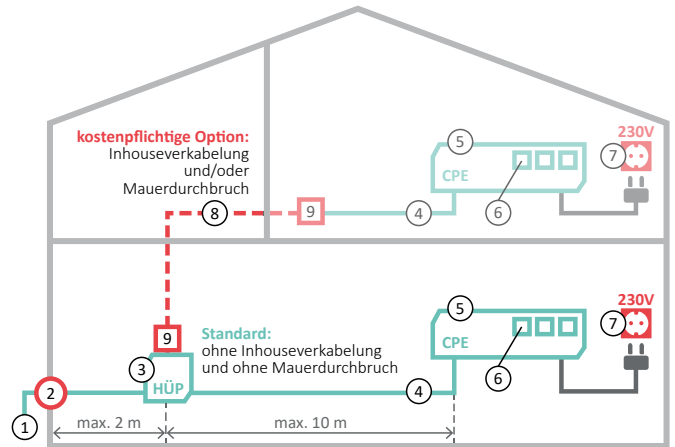 kostenpflichtige Option:
Inhouseverkabelung
und/oder
Mauerdurchbruch
5
CPE
6
230V
7
8
9
4
9
3
HÜP
Standard:
ohne Inhouseverkabelung
und ohne Mauerdurchbruch
5
CPE
6
230V
7
2
4
1
max. 2 m
max. 10 m